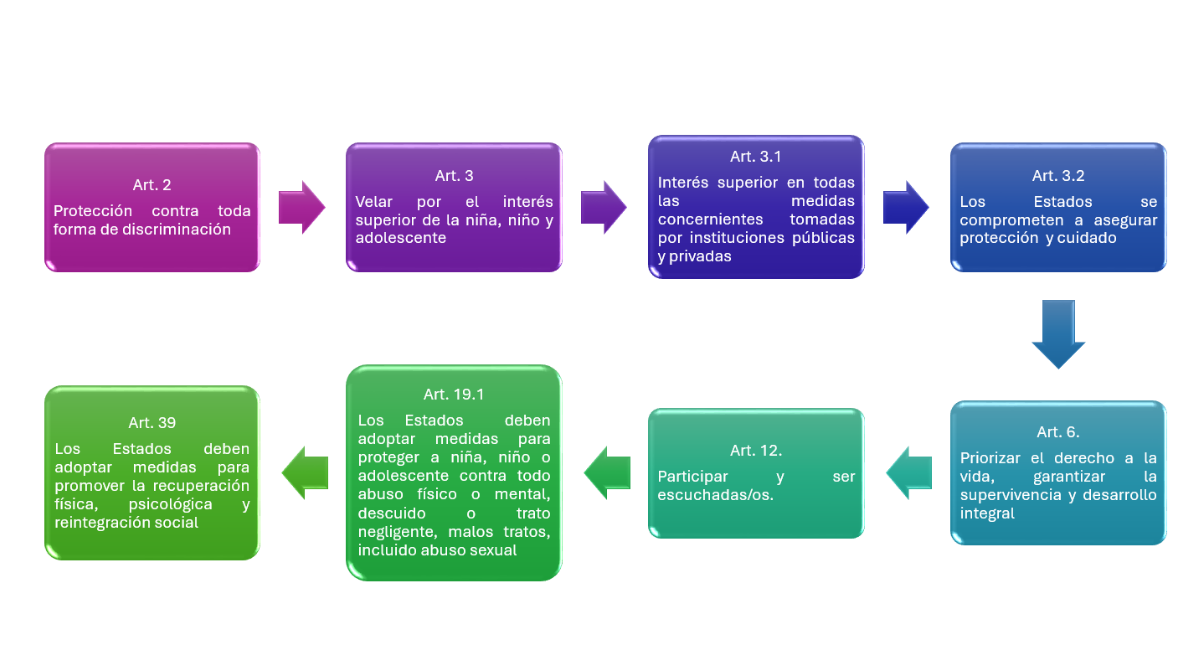 Art. 2
Protección contra toda
forma de discriminación
Art. 3
Velar por el interés
superior de la niña, niño y
adolescente
Art. 3.1
Interés superior en todas
las medidas
concernientes tomadas
por instituciones públicas
y privadas
Art. 3.2
Los Estados se
comprometen a asegurar
protección y cuidado
Art. 6.
Priorizar el derecho a la
vida, garantizar la
supervivencia y desarrollo
integral
Art. 12.
Participar y ser
escuchadas/os.
Art. 19.1
Los Estados deben
adoptar medidas para
proteger a niña, niño o
adolescente contra todo
abuso físico o mental,
descuido o trato
negligente, malos tratos,
incluido abuso sexual
Art. 39
Los Estados deben
adoptar medidas para
promover la recuperación
física, psicológica y
reintegración social